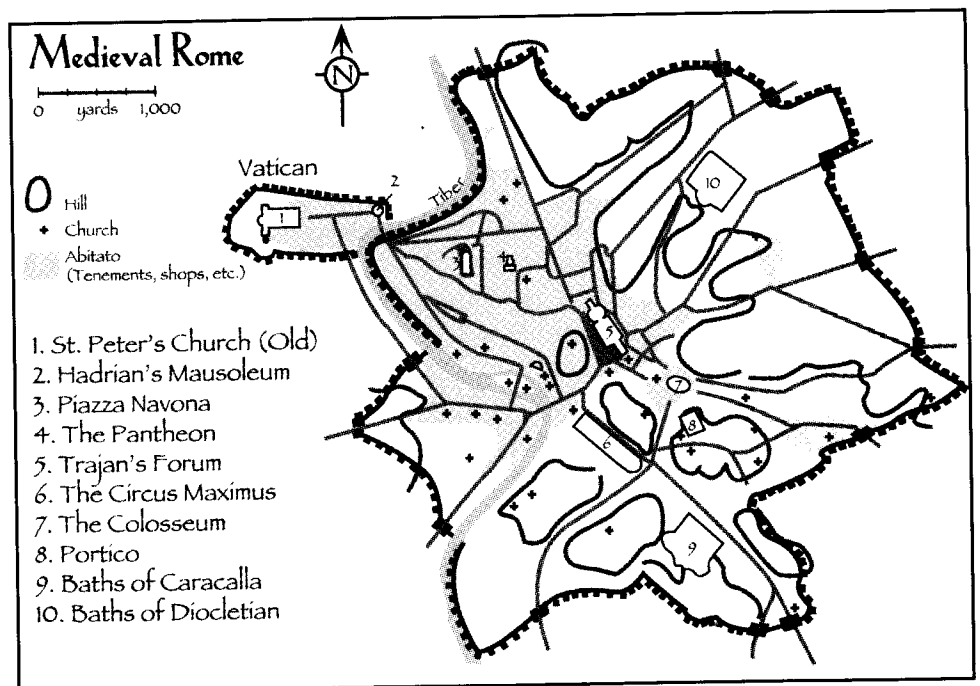 Medieval Rome
N
0 yards 1,000
Vatican
2
Tiber
Hill
Church
Abitato
(Tenements, shops, etc.)
1
3
4
10
5
7
6
8
9
1. St. Peter's Church (Old)
2. Hadrian's Mausoleum
3. Piazza Navona
4. The Pantheon
5. Trajan's Forum
6. The Circus Maximus
7. The Colosseum
8. Portico
9. Baths of Caracalla
10. Baths of Diocletian